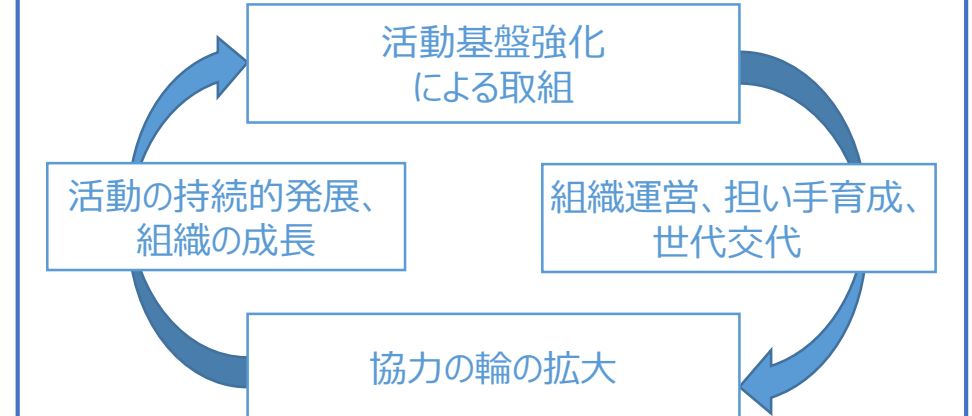 活動基盤強化
による取組
活動の持続的発展、
組織の成長
組織運営、担い手育成、
世代交代
協力の輪の拡大